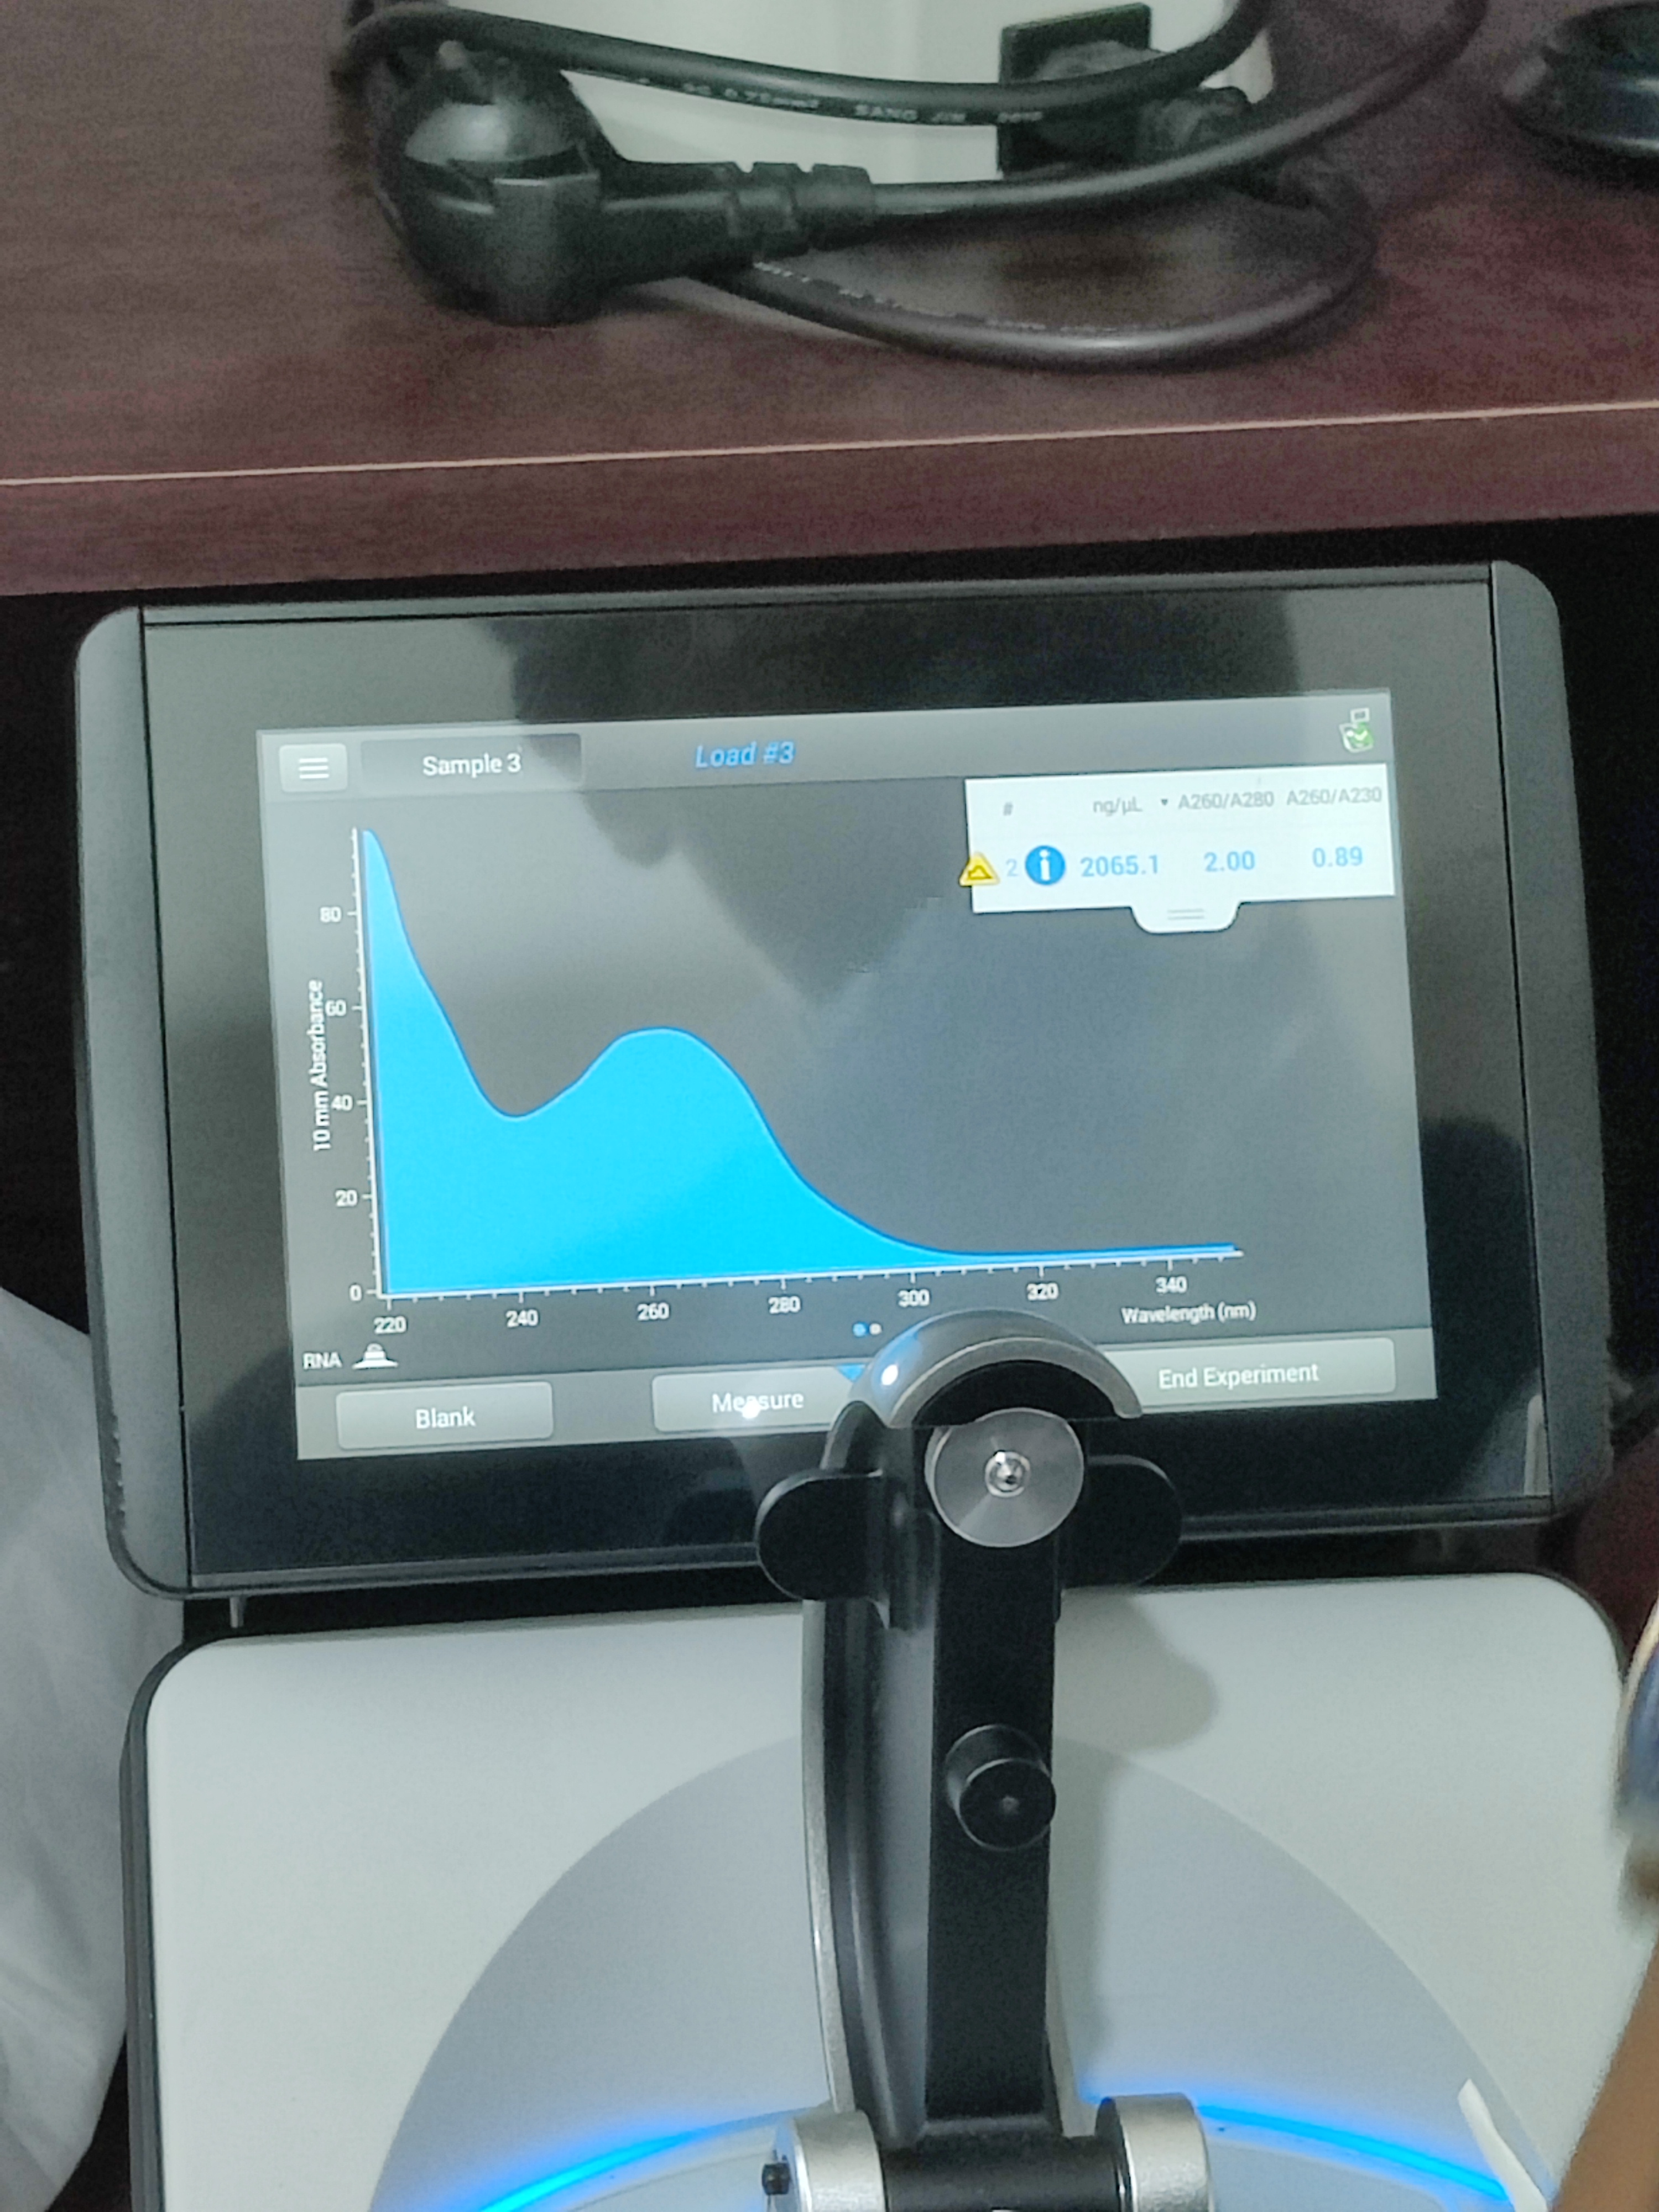 SANG JIN
Sample 3
Load #3
# ng/µL A260/A280 A260/A230
2 i 2065.1 2.00 0.89
80
60
40
20
0
10 mm Absorbance
220 240 260 280 300 320 340
Wavelength (nm)
RNA
Blank Measure End Experiment